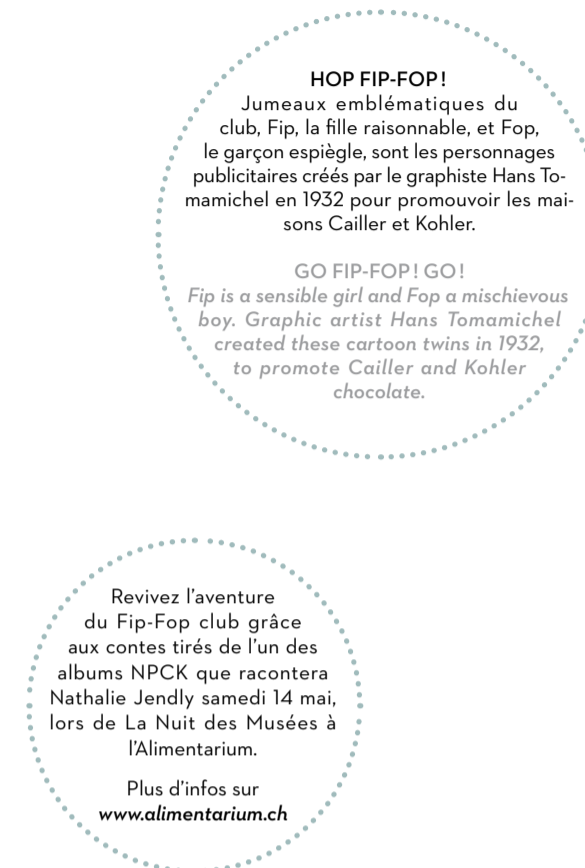 HOP FIP-FOP !
Jumeaux emblématiques du
club, Fip, la fille raisonnable, et Fop,
le garçon espiègle, sont les personnages
publicitaires créés par le graphiste Hans To-
mamichel en 1932 pour promouvoir les mai-
sons Cailler et Kohler.
GO FIP-FOP ! GO !
Fip is a sensible girl and Fop a mischievous
boy. Graphic artist Hans Tomamichel
created these cartoon twins in 1932,
to promote Cailler and Kohler
chocolate.
Revivez l’aventure
du Fip-Fop club grâce
aux contes tirés de l’un des
albums NPCK que racontera
Nathalie Jendly samedi 14 mai,
lors de La Nuit des Musées à
l’Alimentarium.
Plus d’infos sur
www.alimentarium.ch